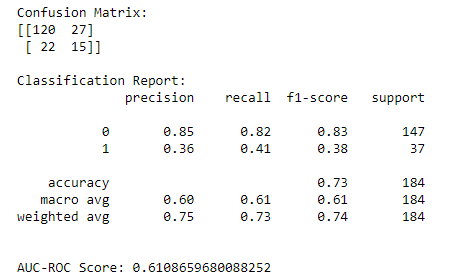 Confusion Matrix:
[[120  27]
 [ 22  15]]
Classification Report:
              precision    recall  f1-score   support
           0       0.85      0.82      0.83       147
           1       0.36      0.41      0.38        37
    accuracy                           0.73       184
   macro avg       0.60      0.61      0.61       184
weighted avg       0.75      0.73      0.74       184
AUC-ROC Score: 0.6108659680088252